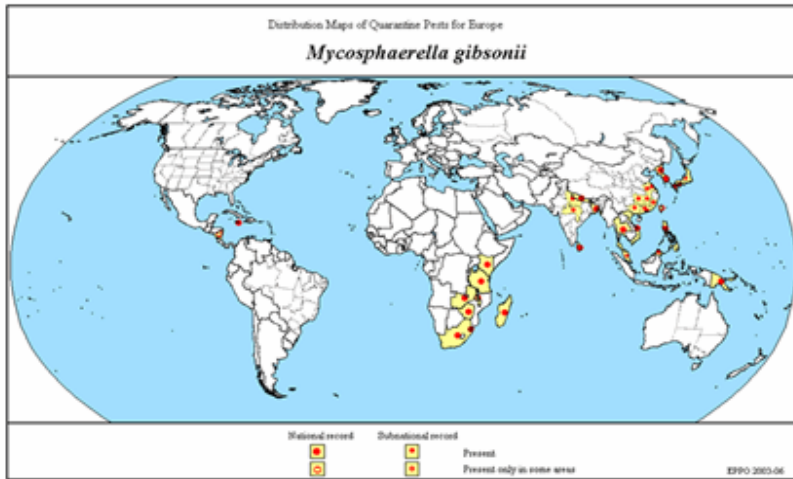 Distribution Maps of Quarantine Pests for Europe
Mycosphaerella gibsonii
National record Subnational record
Present
Present only in some areas
EPPO 2003-06